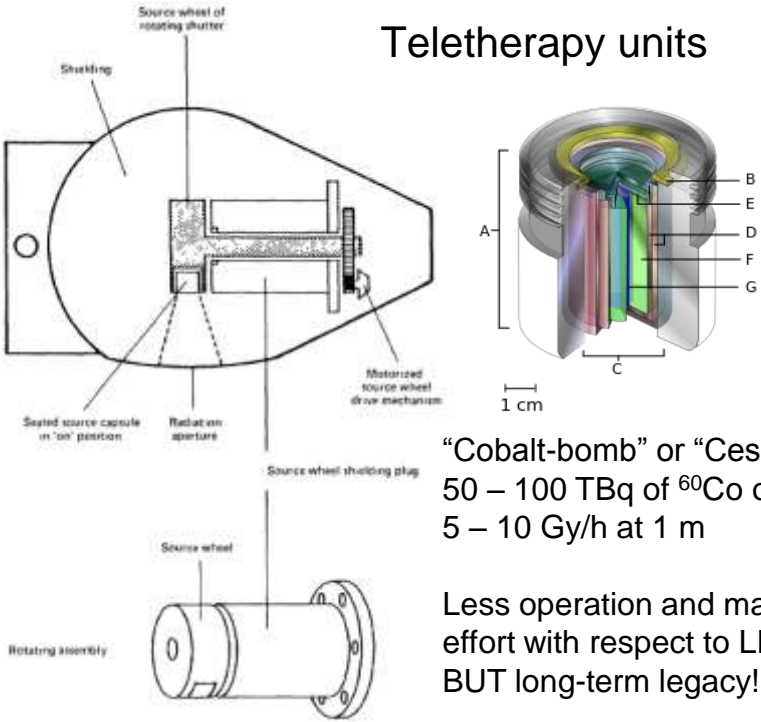 Teletherapy units
Source wheel of
rotating shutter
Shielding
Motorized
source wheel
drive mechanism
Sealed source capsule
in 'on' position
Radiation
aperture
Source wheel shielding plug
Source wheel
Rotating assembly
A
B
E
D
F
G
C
1 cm
“Cobalt-bomb” or “Ces
50 – 100 TBq of ⁶⁰Co
5 – 10 Gy/h at 1 m
Less operation and ma
effort with respect to
BUT long-term legacy!